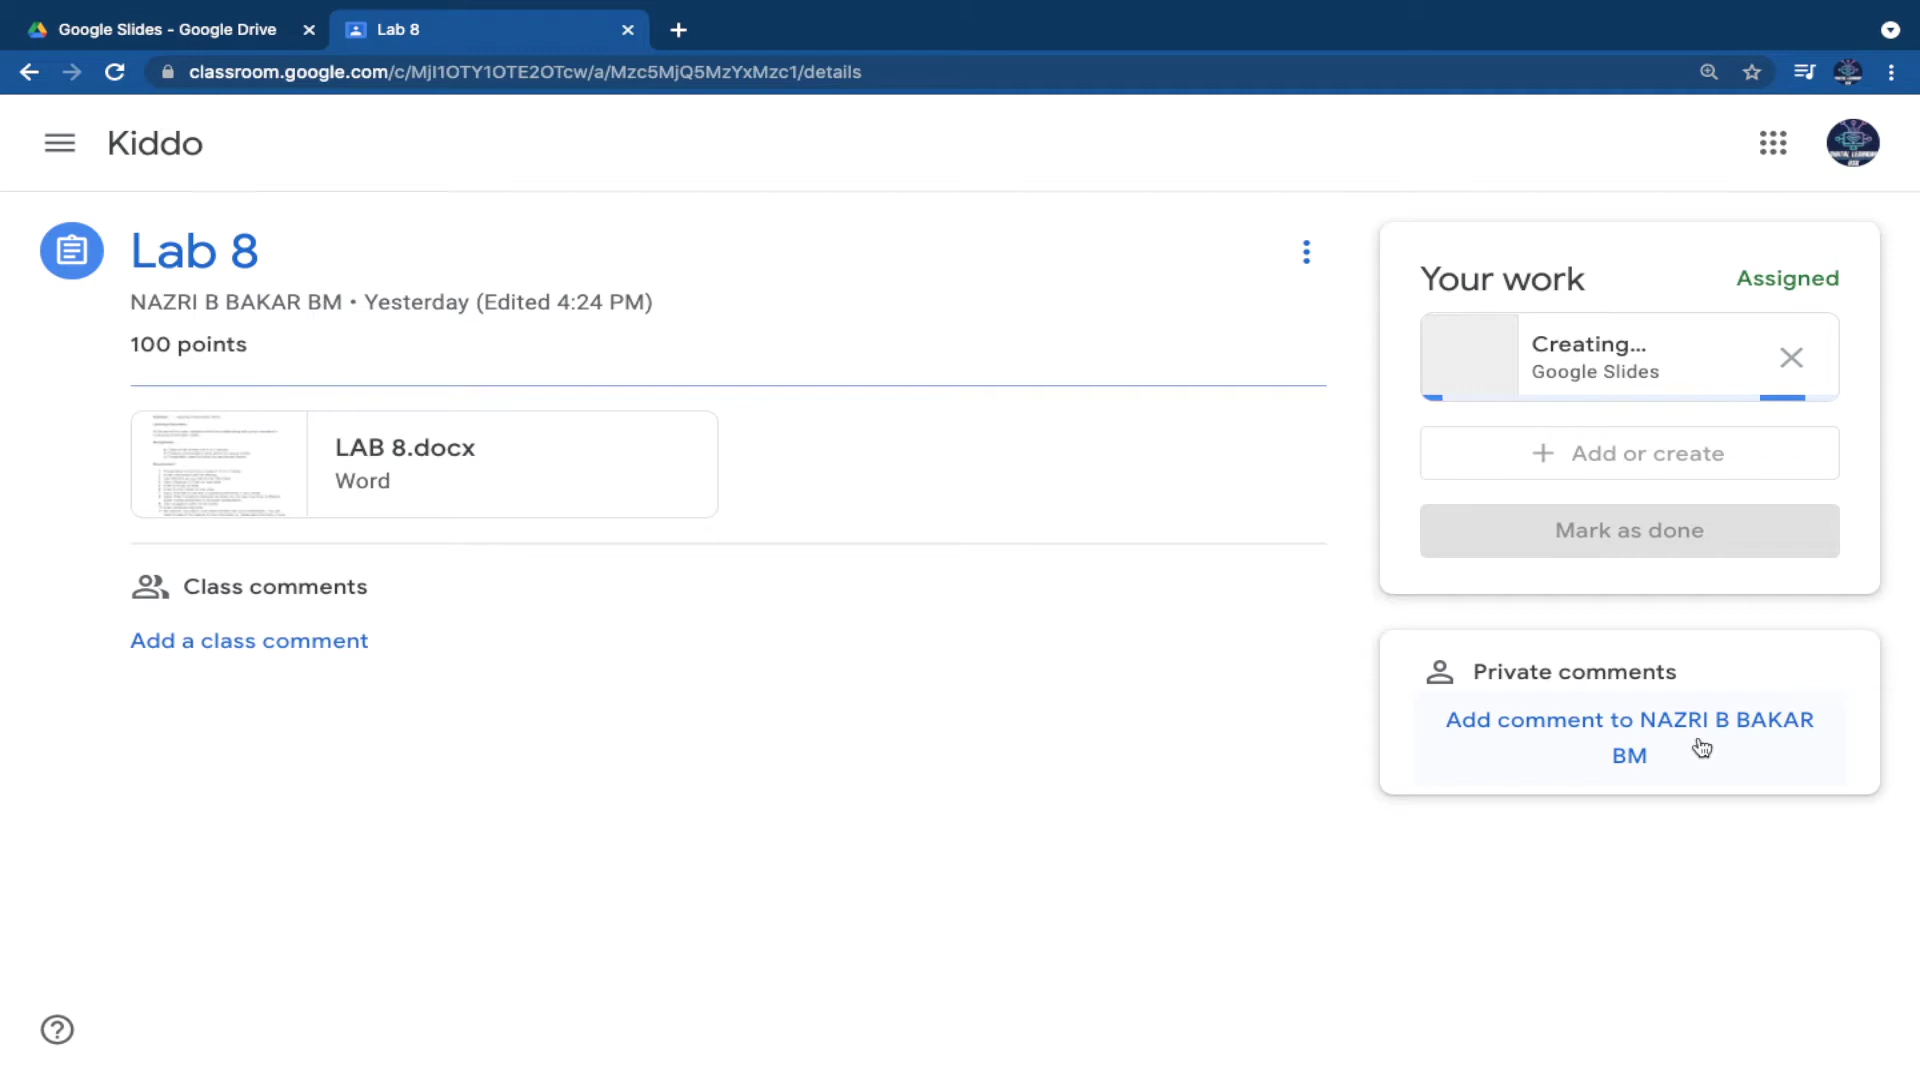 Google Slides - Google Drive
Lab 8
classroom.google.com/c/MjI1OTY1OTE2OTcw/a/Mzc5MjQ5MzYxMzc1/details
Kiddo
Lab 8
NAZRI B BAKAR BM • Yesterday (Edited 4:24 PM)
100 points
LAB 8.docx
Word
Class comments
Add a class comment
Your work
Assigned
Creating...
Google Slides
Add or create
Mark as done
Private comments
Add comment to NAZRI B BAKAR
BM